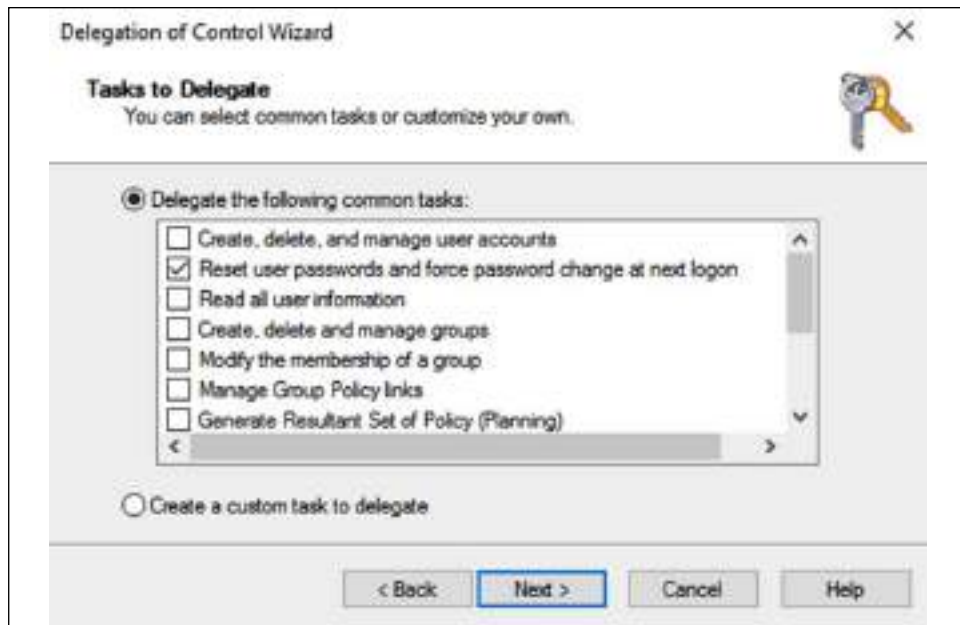 Delegation of Control Wizard
Tasks to Delegate
You can select common tasks or customize your own.
Delegate the following common tasks:
Create, delete, and manage user accounts
Reset user passwords and force password change at next logon
Read all user information
Create, delete and manage groups
Modify the membership of a group
Manage Group Policy links
Generate Resultant Set of Policy (Planning)
Create a custom task to delegate
< Back
Next >
Cancel
Help